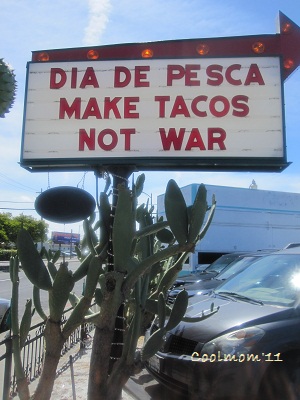 DIA DE PESCA
MAKE TACOS
NOT WAR
Coolmom'11